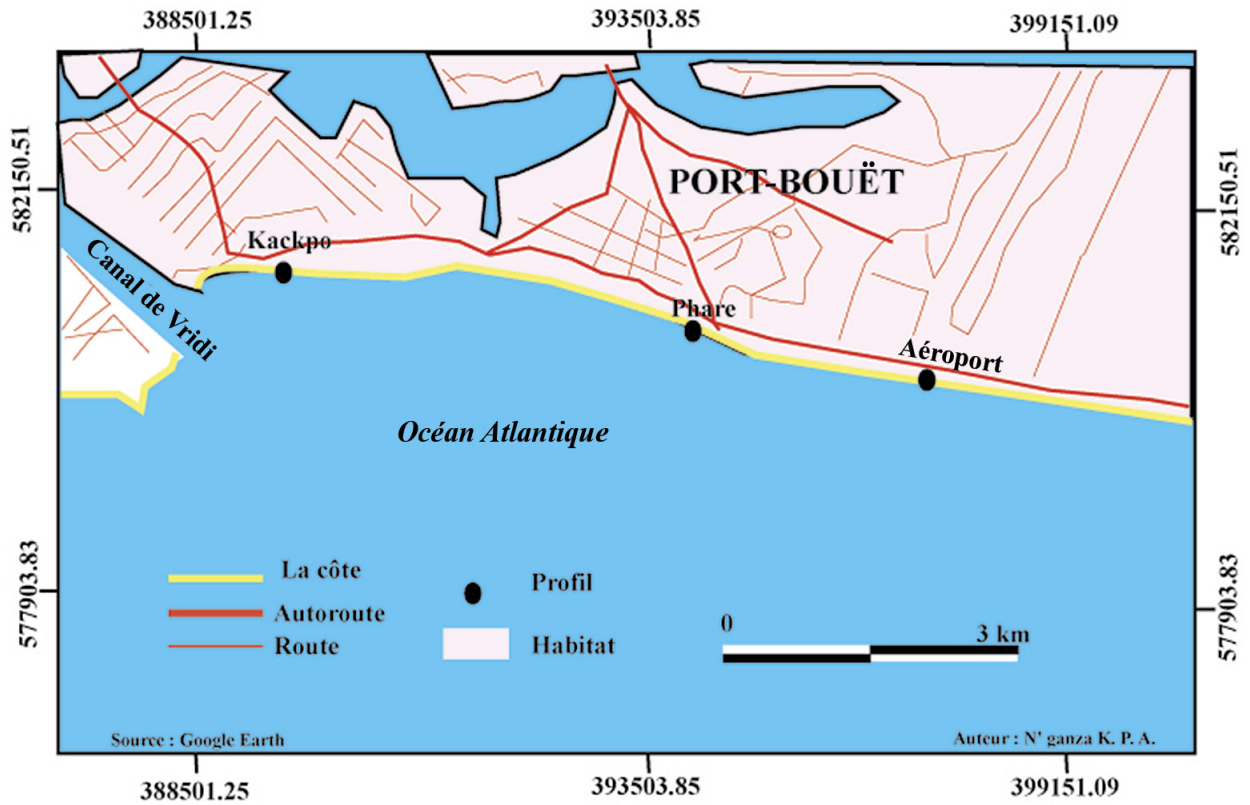 388501.25
393503.85
399151.09
582150.51
582150.51
PORT-BOUËT
Kackpo
Canal de Vridi
Phare
Aéroport
Océan Atlantique
577903.83
577903.83
La côte
Autoroute
Route
Profil
Habitat
0
3 km
Source : Google Earth
Auteur : N' ganza K. P. A.
388501.25
393503.85
399151.09